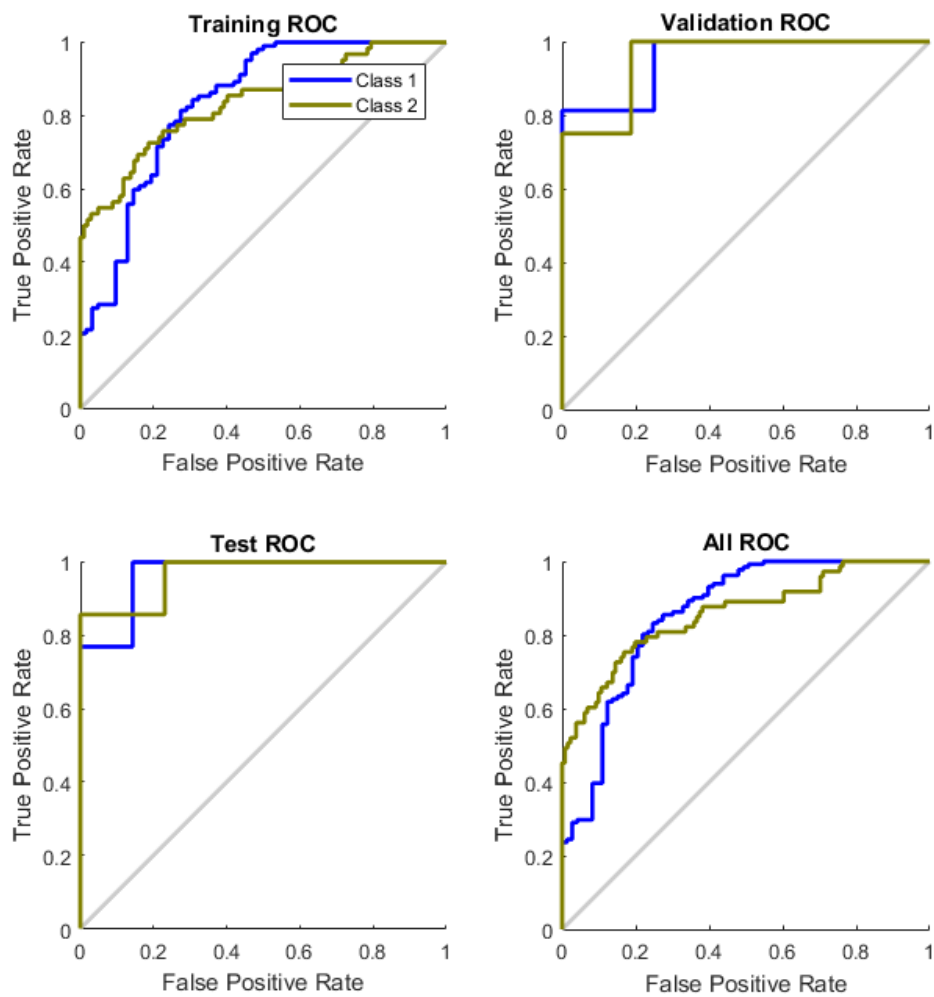 Training ROC
1
0.8
0.6
0.4
0.2
0
True Positive Rate
Class 1
Class 2
0 0.2 0.4 0.6 0.8 1
False Positive Rate
Validation ROC
1
0.8
0.6
0.4
0.2
0
True Positive Rate
0 0.2 0.4 0.6 0.8 1
False Positive Rate
Test ROC
1
0.8
0.6
0.4
0.2
0
True Positive Rate
0 0.2 0.4 0.6 0.8 1
False Positive Rate
All ROC
1
0.8
0.6
0.4
0.2
0
True Positive Rate
0 0.2 0.4 0.6 0.8 1
False Positive Rate